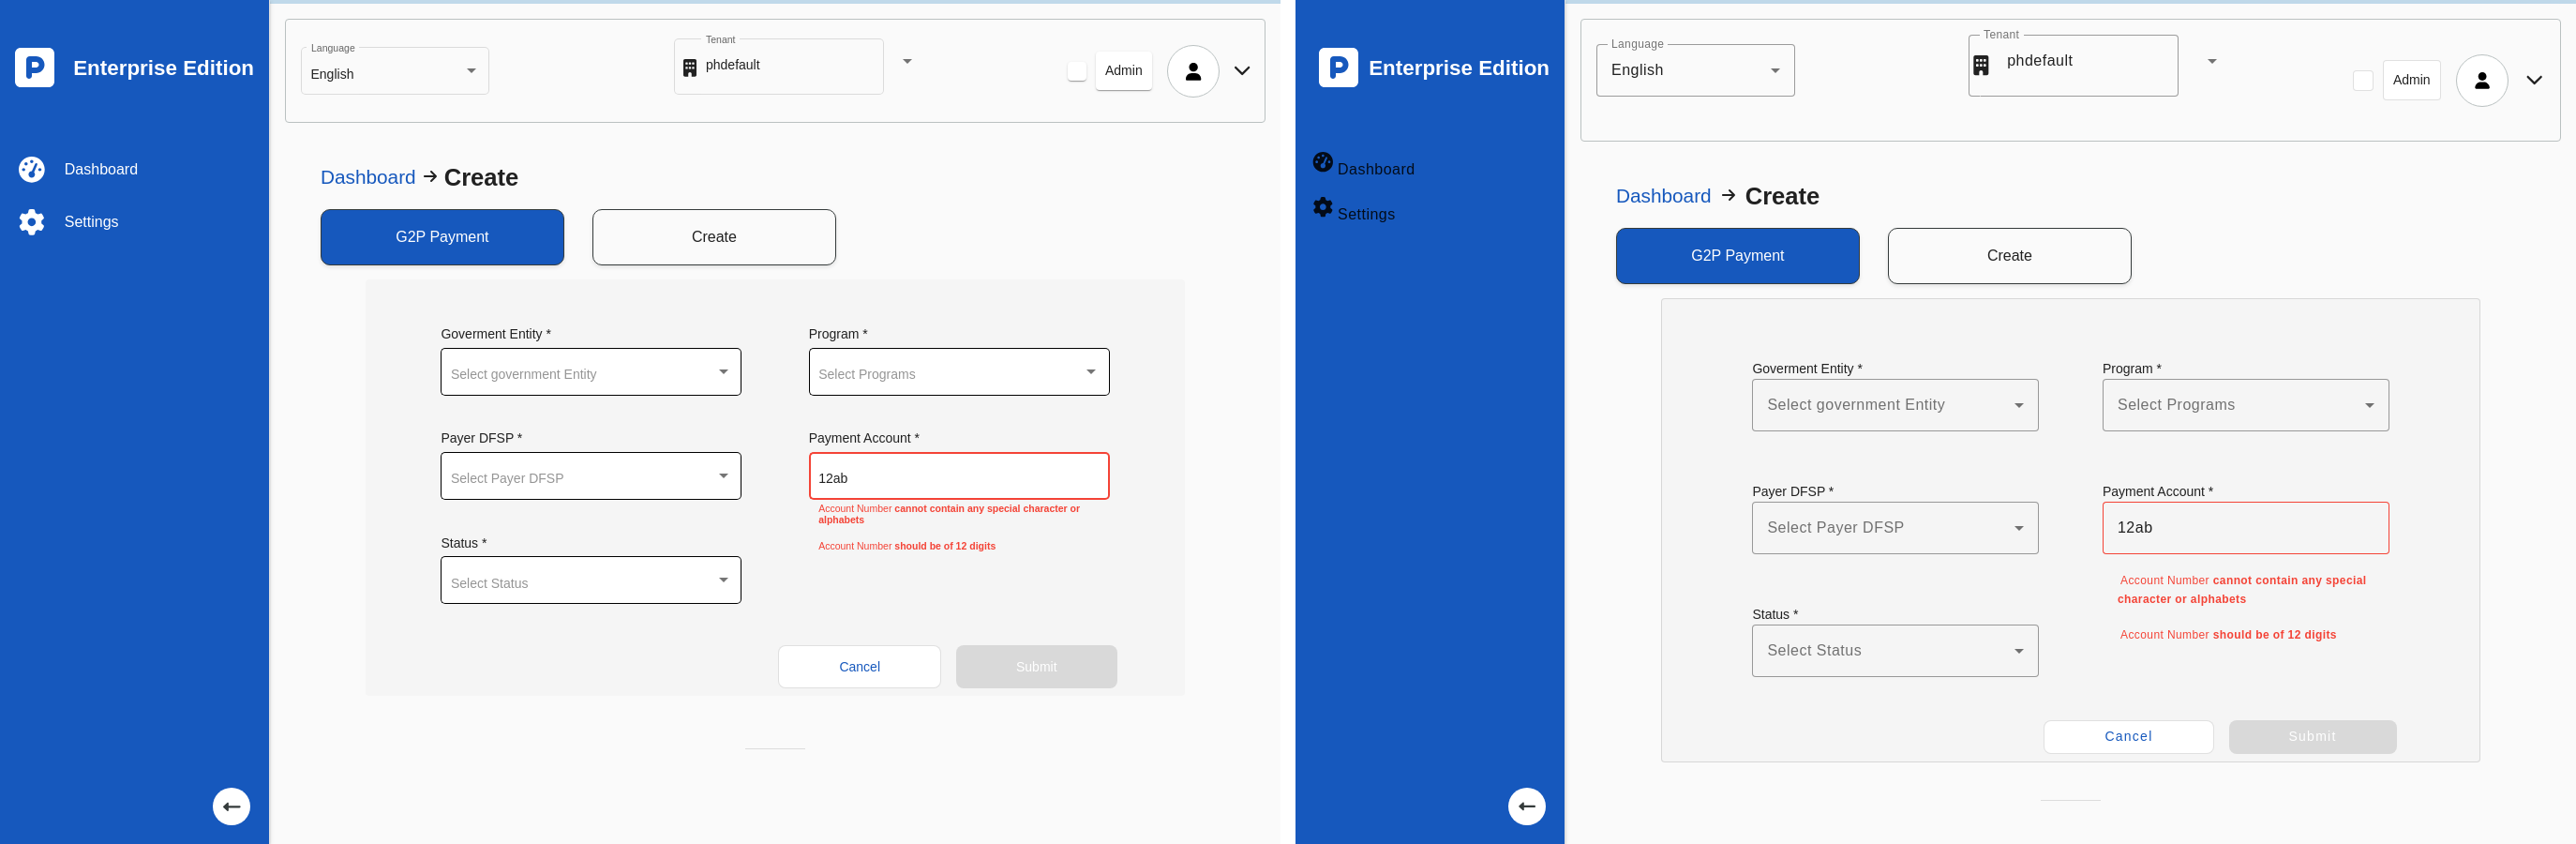 Enterprise Edition
Language
English
Tenant
phdefault
Admin
Dashboard
Settings
Dashboard → Create
G2P Payment
Create
Goverment Entity *
Program *
Select government Entity
Select Programs
Payer DFSP *
Payment Account *
Select Payer DFSP
12ab
Account Number cannot contain any special character or
alphabets
Account Number should be of 12 digits
Status *
Select Status
Cancel
Submit
Enterprise Edition
Language
English
Tenant
phdefault
Admin
Dashboard
Settings
Dashboard → Create
G2P Payment
Create
Goverment Entity *
Program *
Select government Entity
Select Programs
Payer DFSP *
Payment Account *
Select Payer DFSP
12ab
Account Number cannot contain any special
character or alphabets
Account Number should be of 12 digits
Status *
Select Status
Cancel
Submit